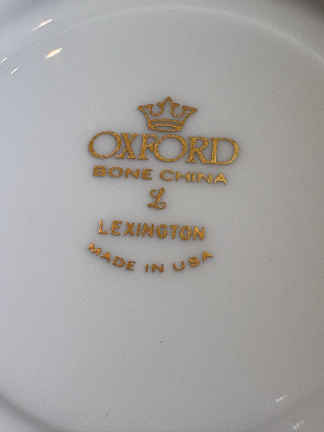 OXFORD
BONE CHINA
L
LEXINGTON
MADE IN USA